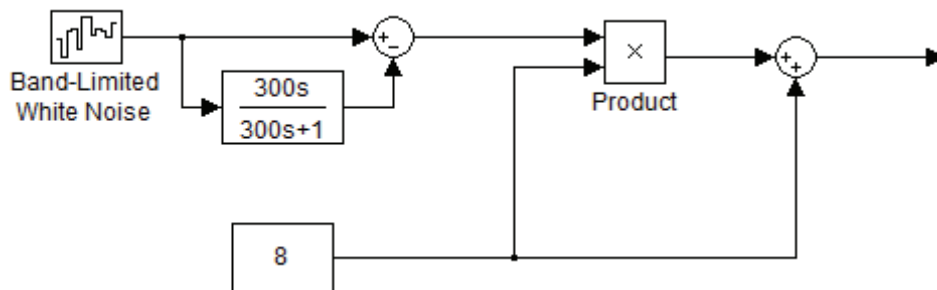 +
−
Band-Limited
White Noise
300s
300s+1
×
Product
+
+
8